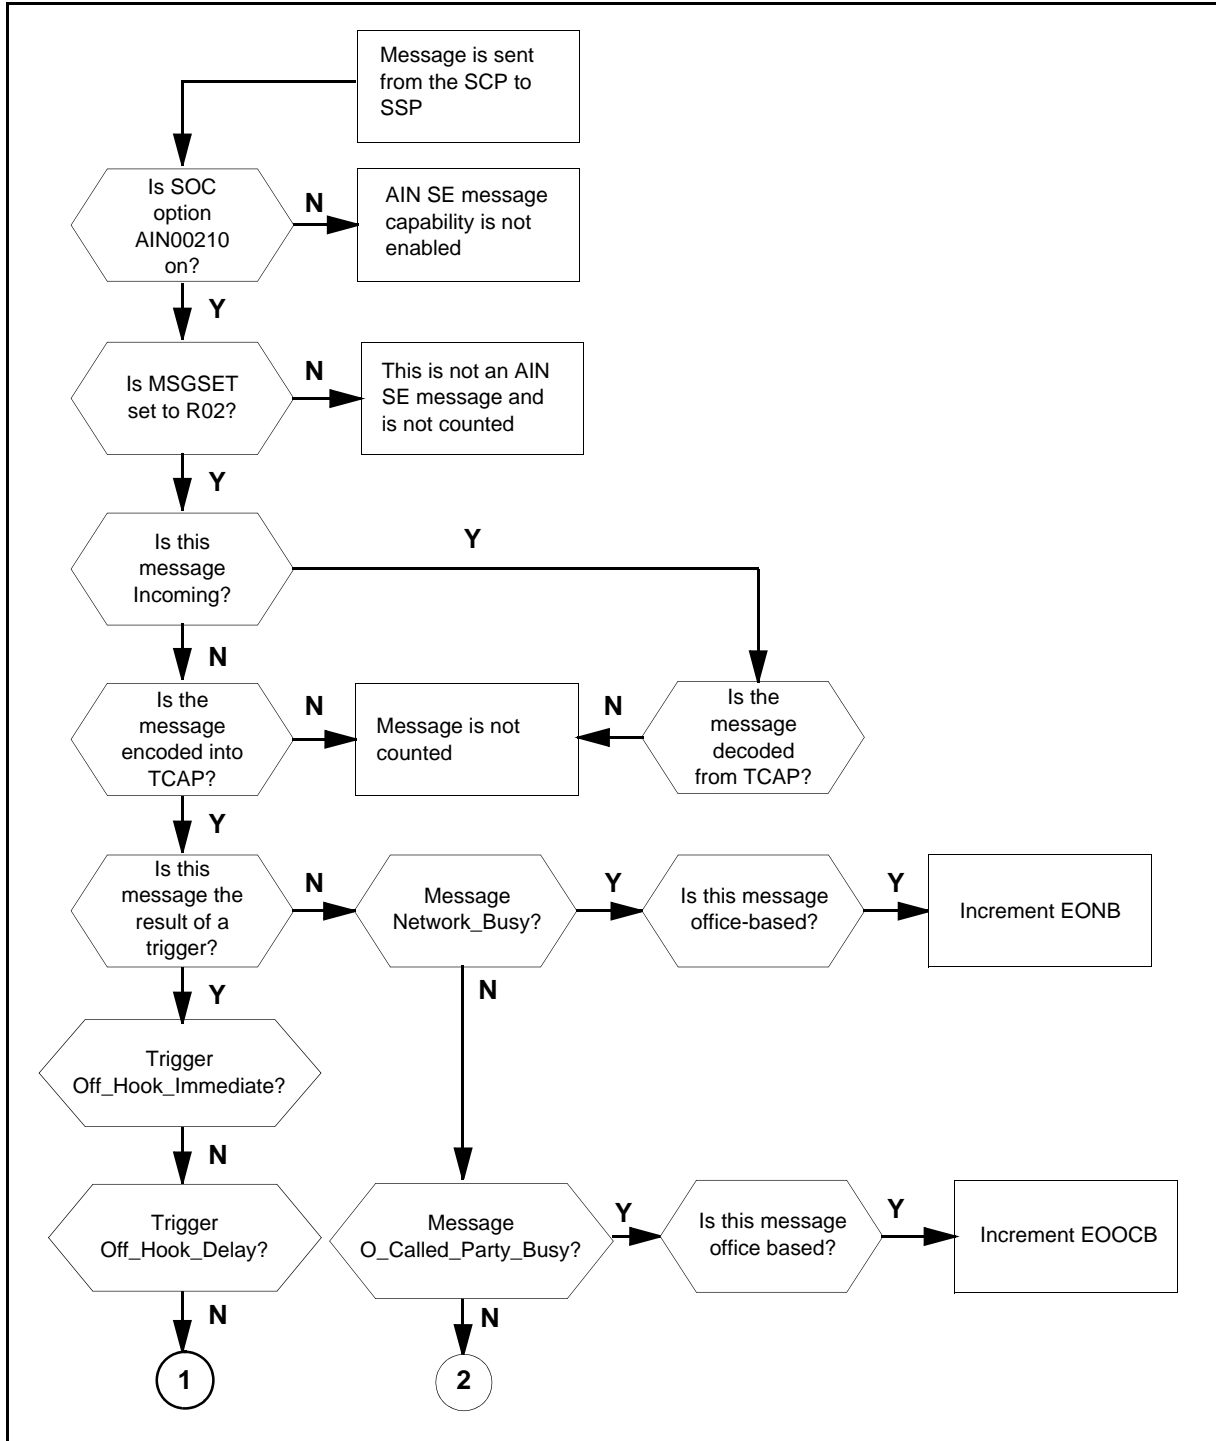 Message is sent
from the SCP to
SSP
Is SOC
option
AIN00210
on?
N
AIN SE message
capability is not
enabled
Y
Is MSGSET
set to R02?
N
This is not an AIN
SE message and
is not counted
Y
Is this
message
Incoming?
Y
N
Is the
message
encoded into
TCAP?
N
Message is not
counted
N
Is the
message
decoded
from TCAP?
Y
Is this
message the
result of a
trigger?
N
Message
Network_Busy?
Y
Is this message
office-based?
Y
Increment EONB
Y
N
Trigger
Off_Hook_Immediate?
N
Trigger
Off_Hook_Delay?
Message
O_Called_Party_Busy?
Y
Is this message
office based?
Y
Increment EOOCB
N
N
1
2